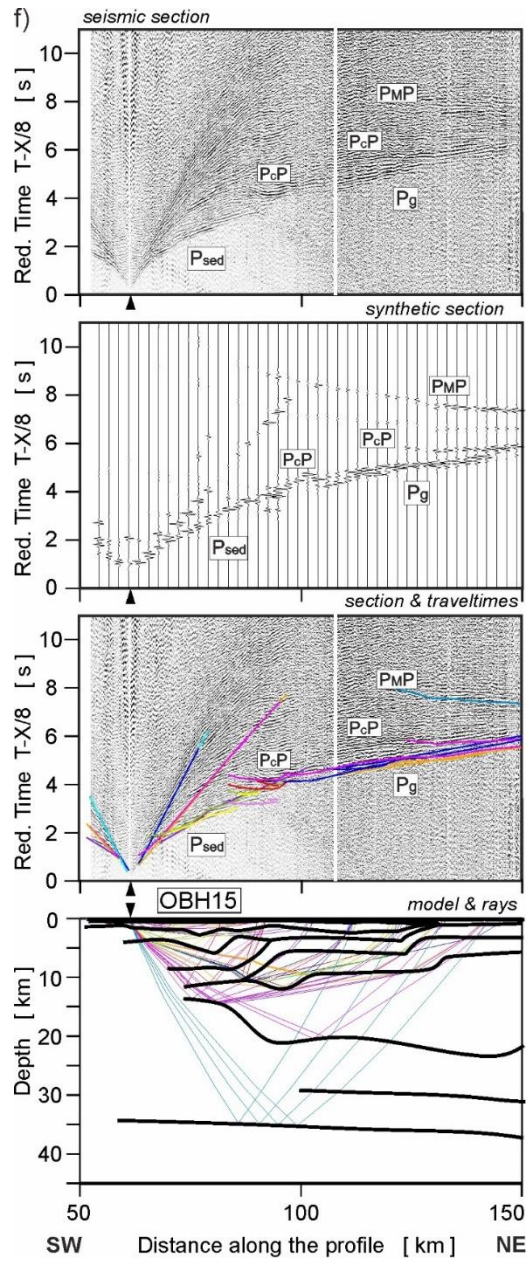 f)
seismic section
10
8
6
4
2
0
Red. Time T-X/8 [ s ]
PMP
PcP
PcP
Pg
Psed
synthetic section
10
8
6
4
2
0
Red. Time T-X/8 [ s ]
PMP
PcP
PcP
Pg
Psed
section & traveltimes
10
8
6
4
2
0
Red. Time T-X/8 [ s ]
PMP
PcP
PcP
Pg
Psed
OBH15
model & rays
0
10
20
30
40
Depth [ km ]
50 100 150
SW Distance along the profile [ km ] NE